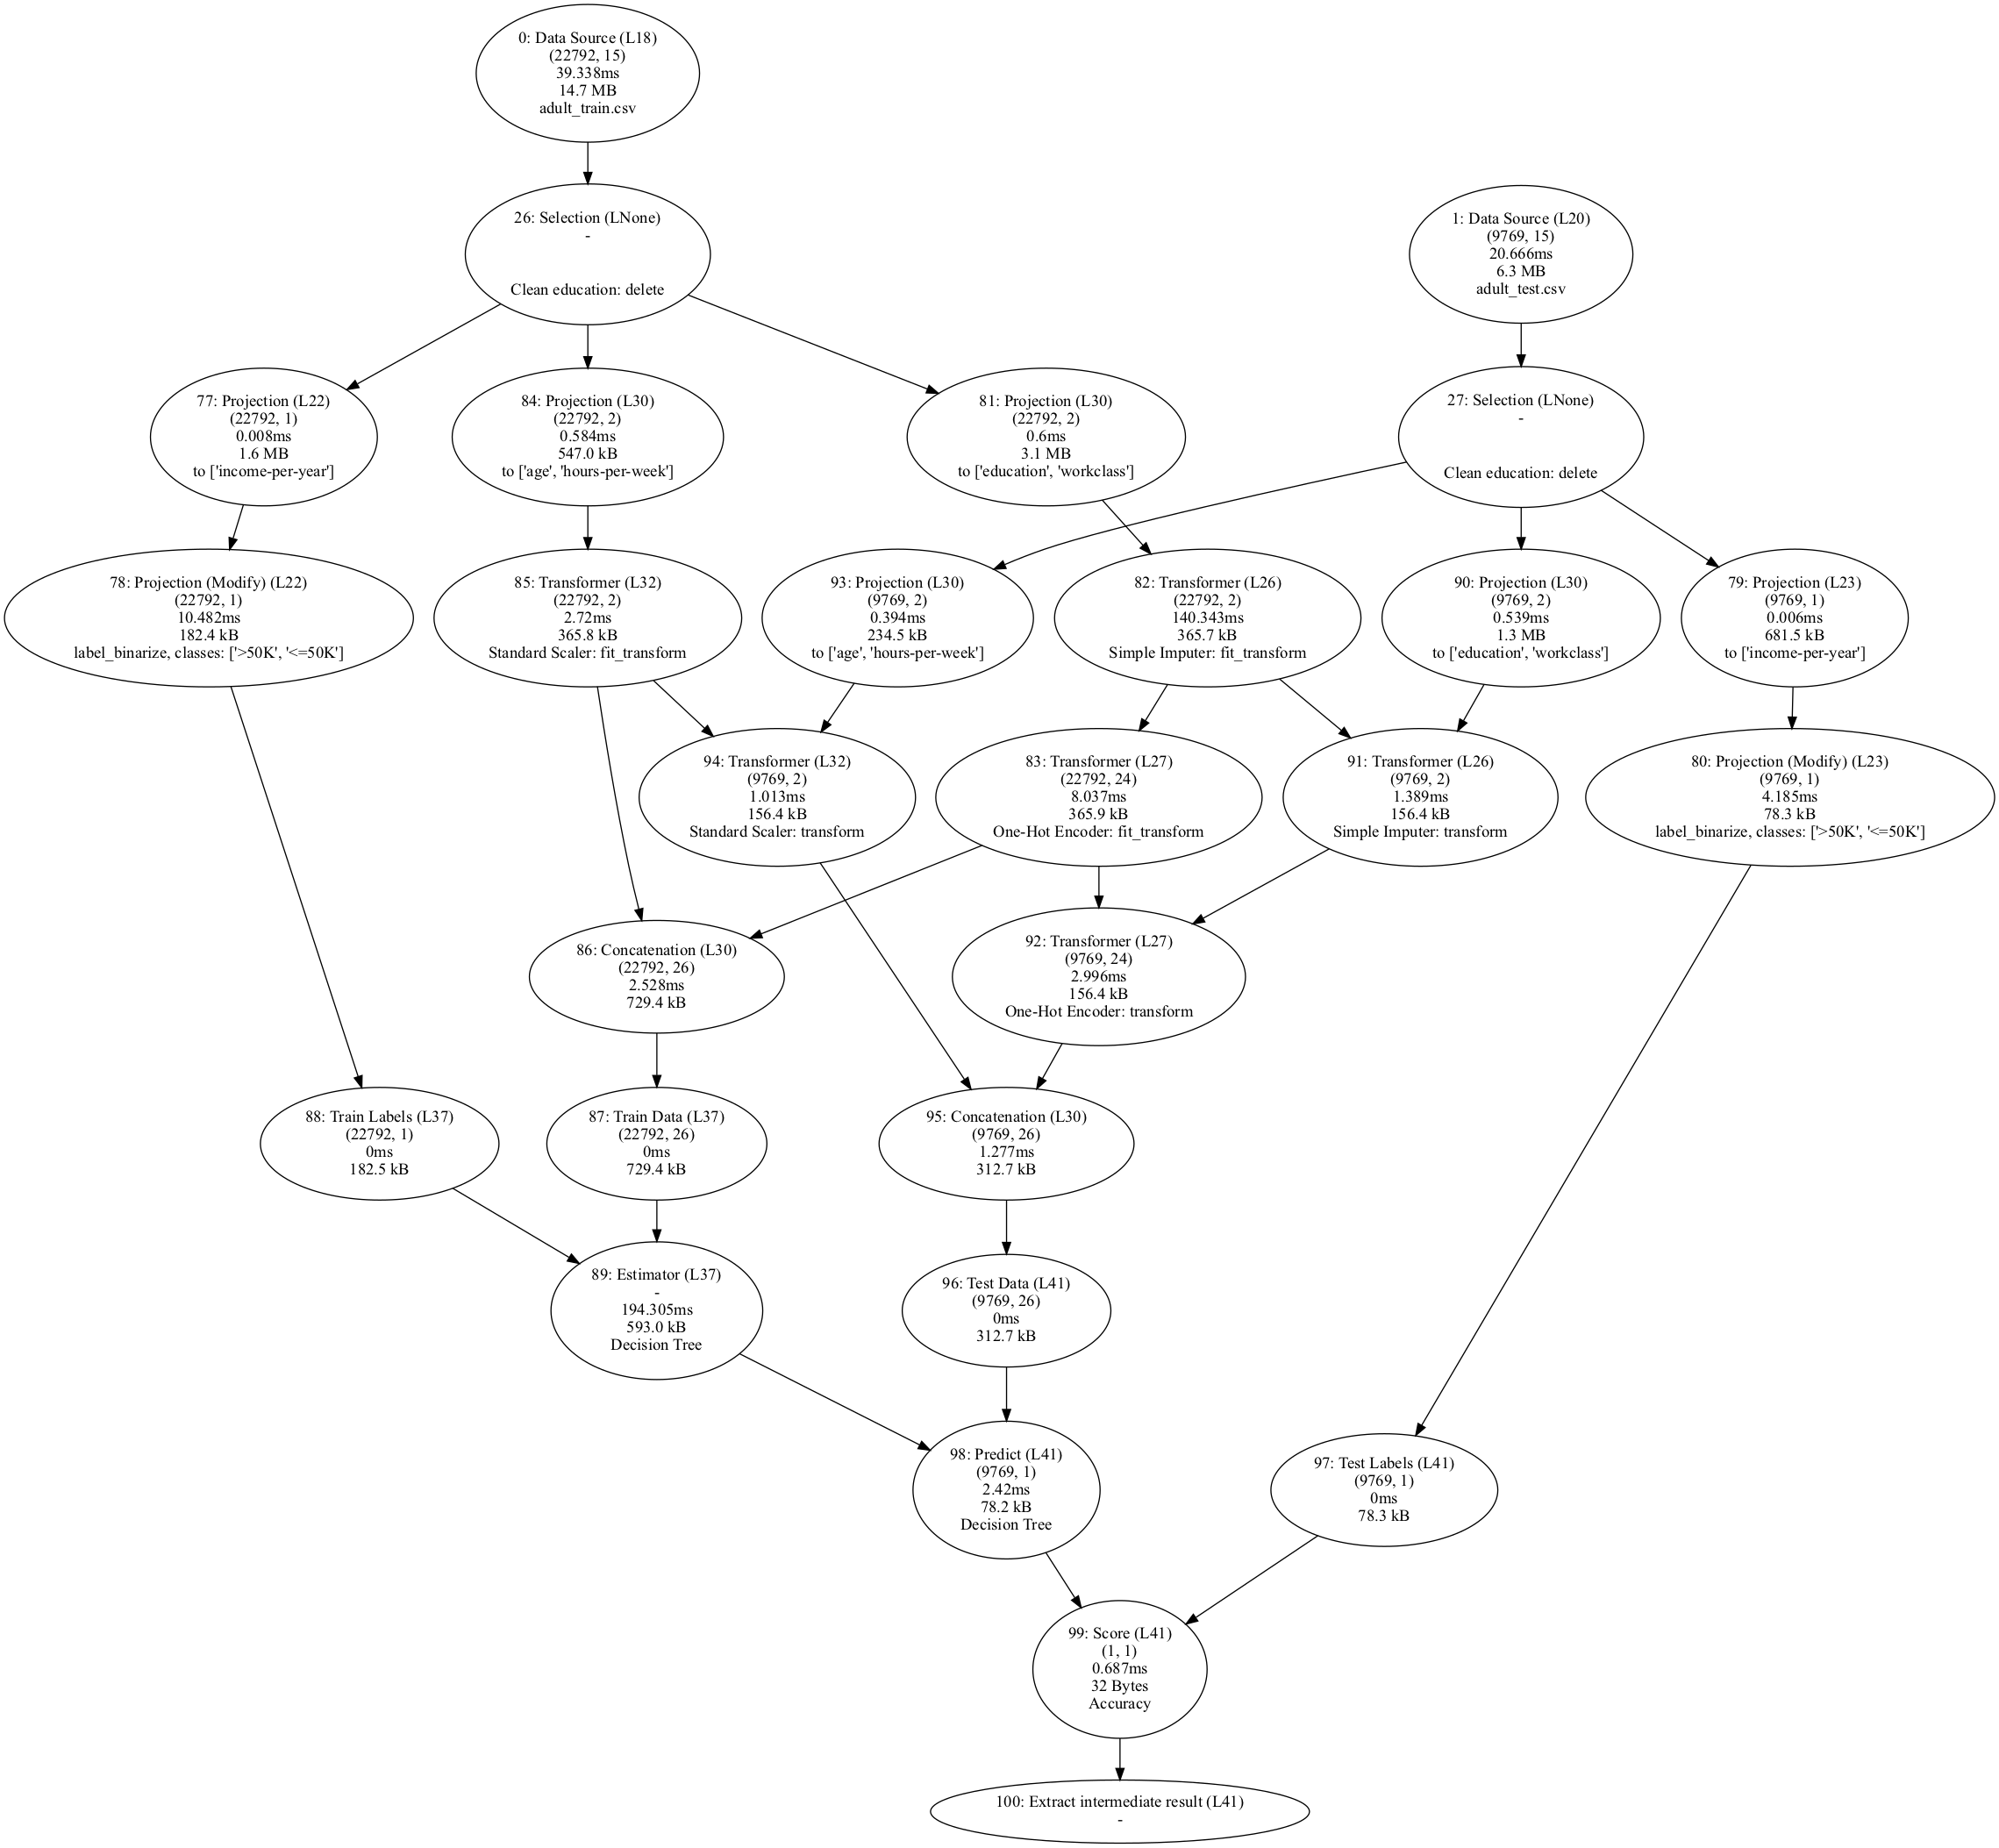 0: Data Source (L18)
(22792, 15)
39.338ms
14.7 MB
adult_train.csv
26: Selection (LNone)
-
Clean education: delete
1: Data Source (L20)
(9769, 15)
20.666ms
6.3 MB
adult_test.csv
77: Projection (L22)
(22792, 1)
0.008ms
1.6 MB
to ['income-per-year']
84: Projection (L30)
(22792, 2)
0.584ms
547.0 kB
to ['age', 'hours-per-week']
81: Projection (L30)
(22792, 2)
0.6ms
3.1 MB
to ['education', 'workclass']
27: Selection (LNone)
-
Clean education: delete
78: Projection (Modify) (L22)
(22792, 1)
10.482ms
182.4 kB
label_binarize, classes: ['>50K', '<=50K']
85: Transformer (L32)
(22792, 2)
2.72ms
365.8 kB
Standard Scaler: fit_transform
93: Projection (L30)
(9769, 2)
0.394ms
234.5 kB
to ['age', 'hours-per-week']
82: Transformer (L26)
(22792, 2)
140.343ms
365.7 kB
Simple Imputer: fit_transform
90: Projection (L30)
(9769, 2)
0.539ms
1.3 MB
to ['education', 'workclass']
79: Projection (L23)
(9769, 1)
0.006ms
681.5 kB
to ['income-per-year']
94: Transformer (L32)
(9769, 2)
1.013ms
156.4 kB
Standard Scaler: transform
83: Transformer (L27)
(22792, 24)
8.037ms
365.9 kB
One-Hot Encoder: fit_transform
91: Transformer (L26)
(9769, 2)
1.389ms
156.4 kB
Simple Imputer: transform
80: Projection (Modify) (L23)
(9769, 1)
4.185ms
78.3 kB
label_binarize, classes: ['>50K', '<=50K']
86: Concatenation (L30)
(22792, 26)
2.528ms
729.4 kB
92: Transformer (L27)
(9769, 24)
2.996ms
156.4 kB
One-Hot Encoder: transform
88: Train Labels (L37)
(22792, 1)
0ms
182.5 kB
87: Train Data (L37)
(22792, 26)
0ms
729.4 kB
95: Concatenation (L30)
(9769, 26)
1.277ms
312.7 kB
89: Estimator (L37)
-
194.305ms
593.0 kB
Decision Tree
96: Test Data (L41)
(9769, 26)
0ms
312.7 kB
98: Predict (L41)
(9769, 1)
2.42ms
78.2 kB
Decision Tree
97: Test Labels (L41)
(9769, 1)
0ms
78.3 kB
99: Score (L41)
(1, 1)
0.687ms
32 Bytes
Accuracy
100: Extract intermediate result (L41)
-